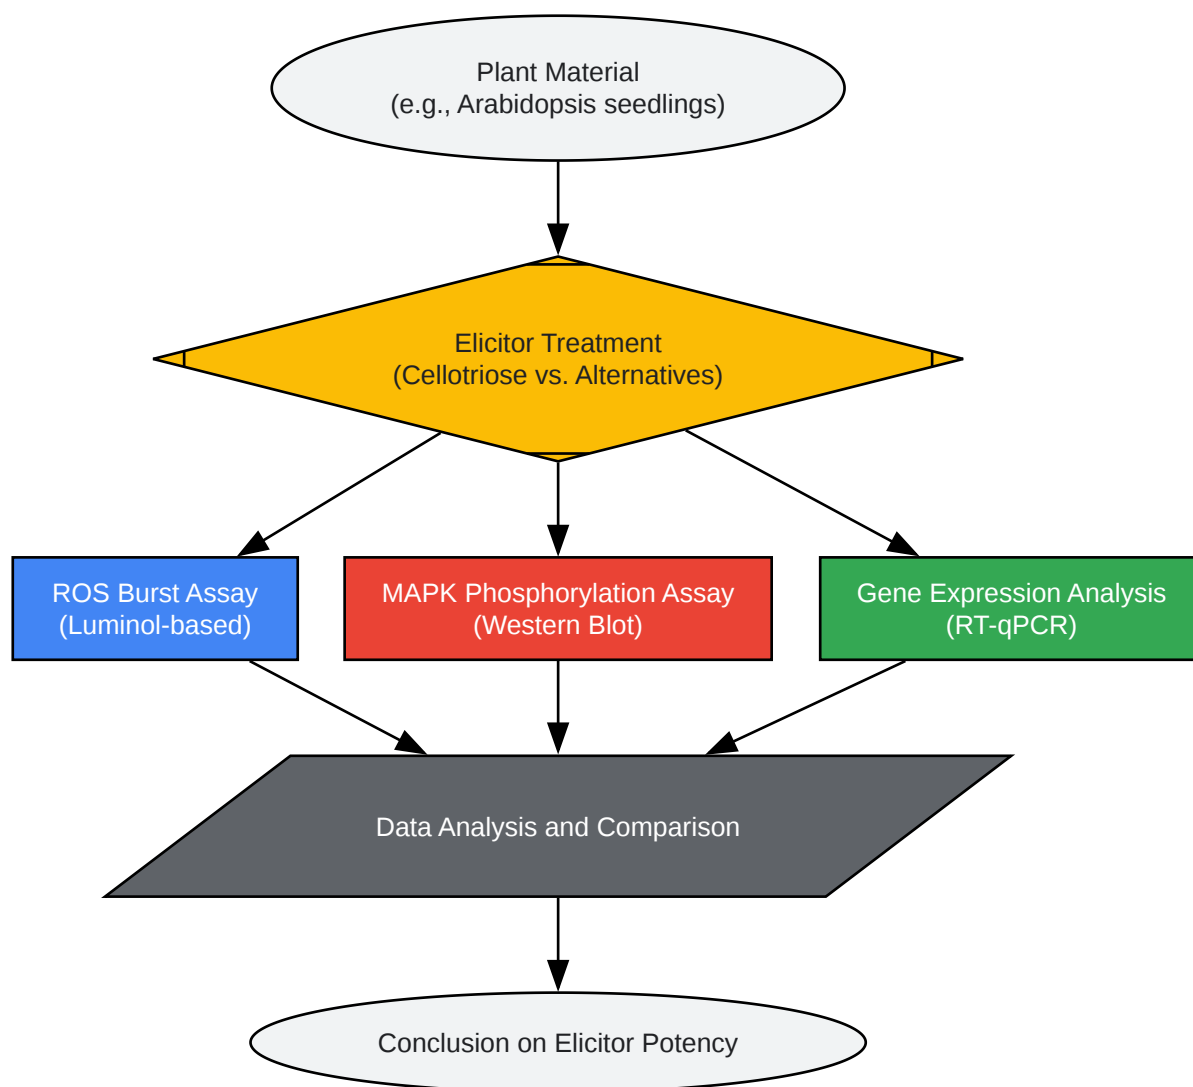 Plant Material
(e.g., Arabidopsis seedlings)
Elicitor Treatment
(Cellotriose vs. Alternatives)
ROS Burst Assay
(Luminol-based)
MAPK Phosphorylation Assay
(Western Blot)
Gene Expression Analysis
(RT-qPCR)
Data Analysis and Comparison
Conclusion on Elicitor Potency